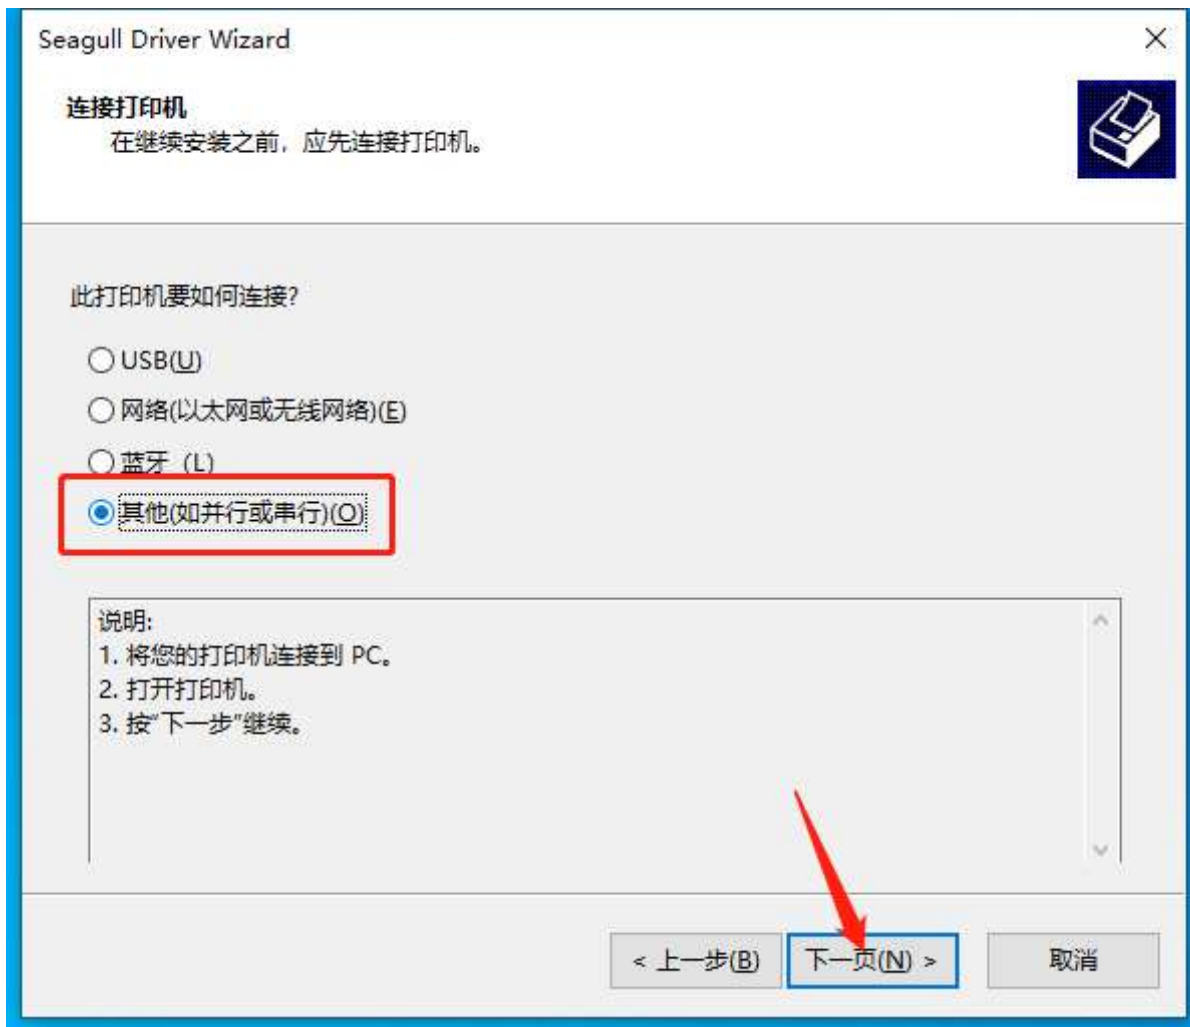 Seagull Driver Wizard
连接打印机
在继续安装之前，应先连接打印机。
此打印机要如何连接?
USB(U)
网络(以太网或无线网络)(E)
蓝牙 (L)
其他(如并行或串行)(O)
说明:
1. 将您的打印机连接到 PC。
2. 打开打印机。
3. 按"下一步"继续。
< 上一步(B)
下一页(N) >
取消